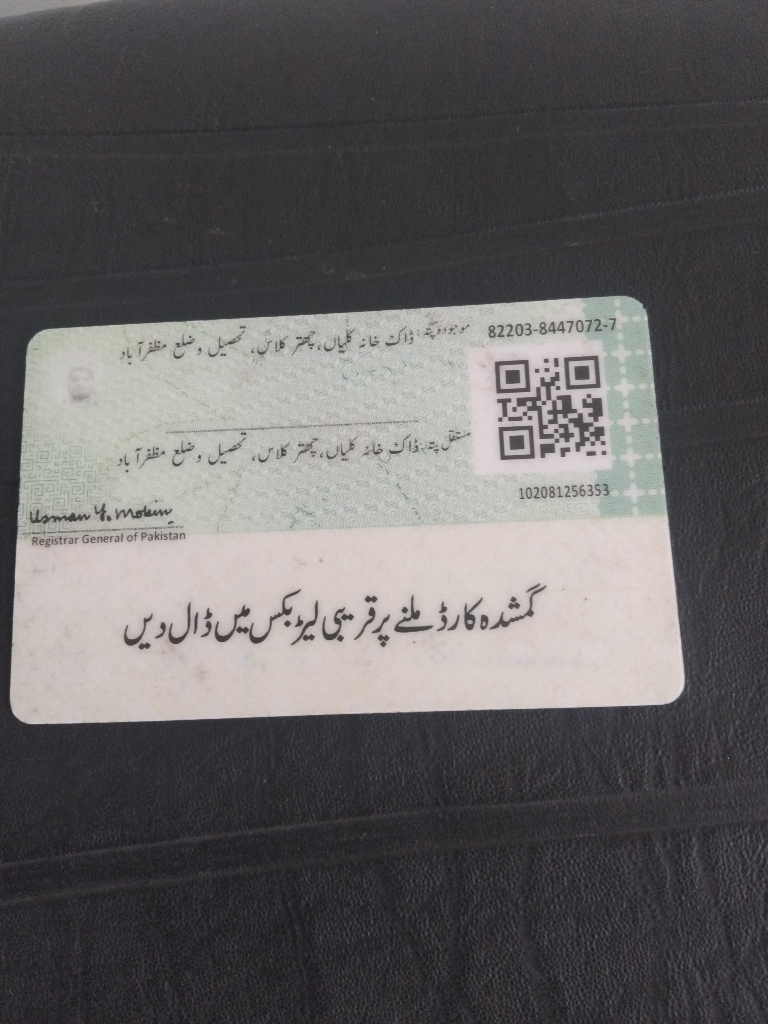 82203-8447072-7
موجودہ پتہ: ڈاک خانہ کلیاں، چھتر کلاس، تحصیل و ضلع مظفر آباد
مستقل پتہ: ڈاک خانہ کلیاں، چھتر کلاس، تحصیل و ضلع مظفر آباد
102081256353
Usman Y. Mobin
Registrar General of Pakistan
گمشدہ کارڈ ملنے پر قریبی لیٹر بکس میں ڈال دیں